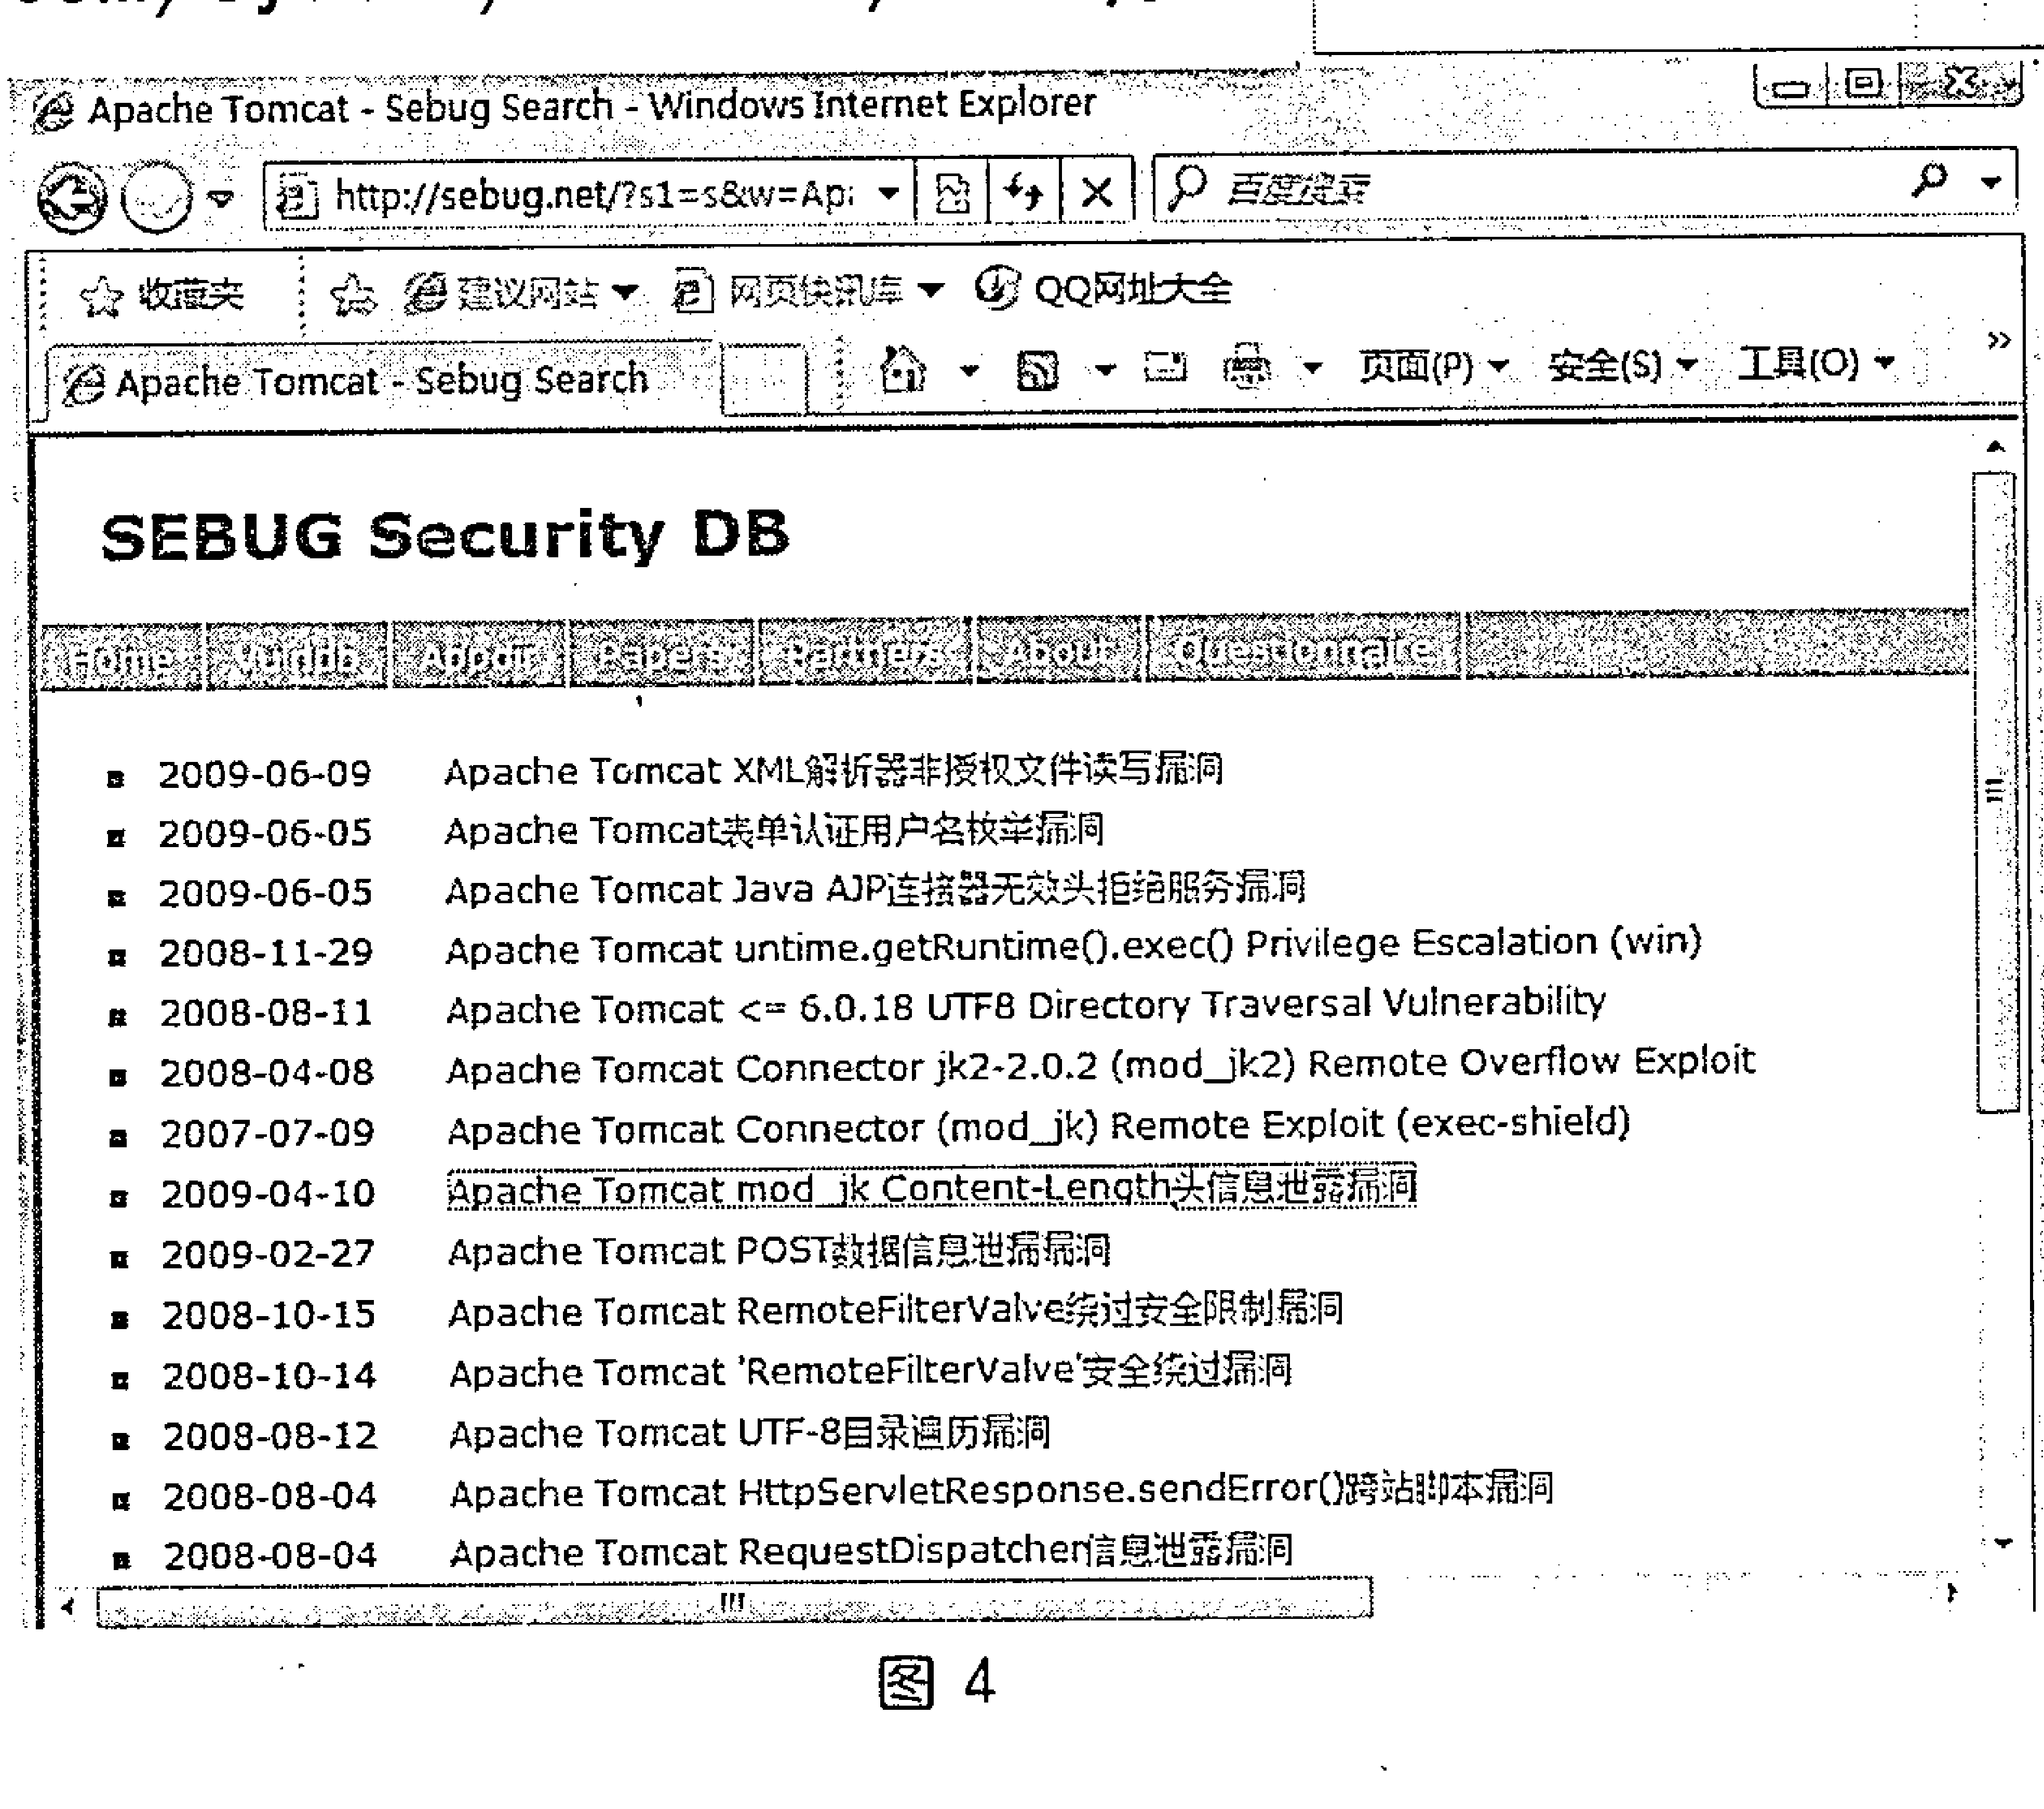 Apache Tomcat - Sebug Search - Windows Internet Explorer
http://sebug.net/?s1=s&w=Ap 百度搜索
收藏夹 建议网站 网页快讯库 QQ网址大全
Apache Tomcat - Sebug Search 页面(P) 安全(S) 工具(O) »
SEBUG Security DB
Home Vulndb Appdir Papers Partners About Questionnaire
2009-06-09 Apache Tomcat XML解析器非授权文件读写漏洞
2009-06-05 Apache Tomcat表单认证用户名枚举漏洞
2009-06-05 Apache Tomcat Java AJP连接器无效头拒绝服务漏洞
2008-11-29 Apache Tomcat untime.getRuntime().exec() Privilege Escalation (win)
2008-08-11 Apache Tomcat <= 6.0.18 UTF8 Directory Traversal Vulnerability
2008-04-08 Apache Tomcat Connector jk2-2.0.2 (mod_jk2) Remote Overflow Exploit
2007-07-09 Apache Tomcat Connector (mod_jk) Remote Exploit (exec-shield)
2009-04-10 Apache Tomcat mod_jk Content-Length头信息泄露漏洞
2009-02-27 Apache Tomcat POST数据信息泄漏漏洞
2008-10-15 Apache Tomcat RemoteFilterValve绕过安全限制漏洞
2008-10-14 Apache Tomcat 'RemoteFilterValve'安全绕过漏洞
2008-08-12 Apache Tomcat UTF-8目录遍历漏洞
2008-08-04 Apache Tomcat HttpServletResponse.sendError()跨站脚本漏洞
2008-08-04 Apache Tomcat RequestDispatcher信息泄露漏洞
图 4